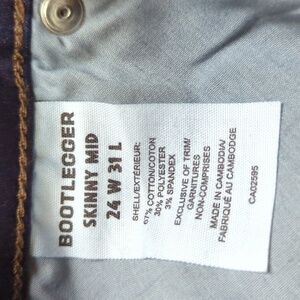 BOOTLEGGER
SKINNY MID
24 W 31 L
SHELL/EXTÉRIEUR:
67% COTTON/COTON
30% POLYESTER
3% SPANDEX
EXCLUSIVE OF TRIM/
GARNITURES
NON-COMPRISES
MADE IN CAMBODIA/
FABRIQUÉ AU CAMBODGE
CA02595